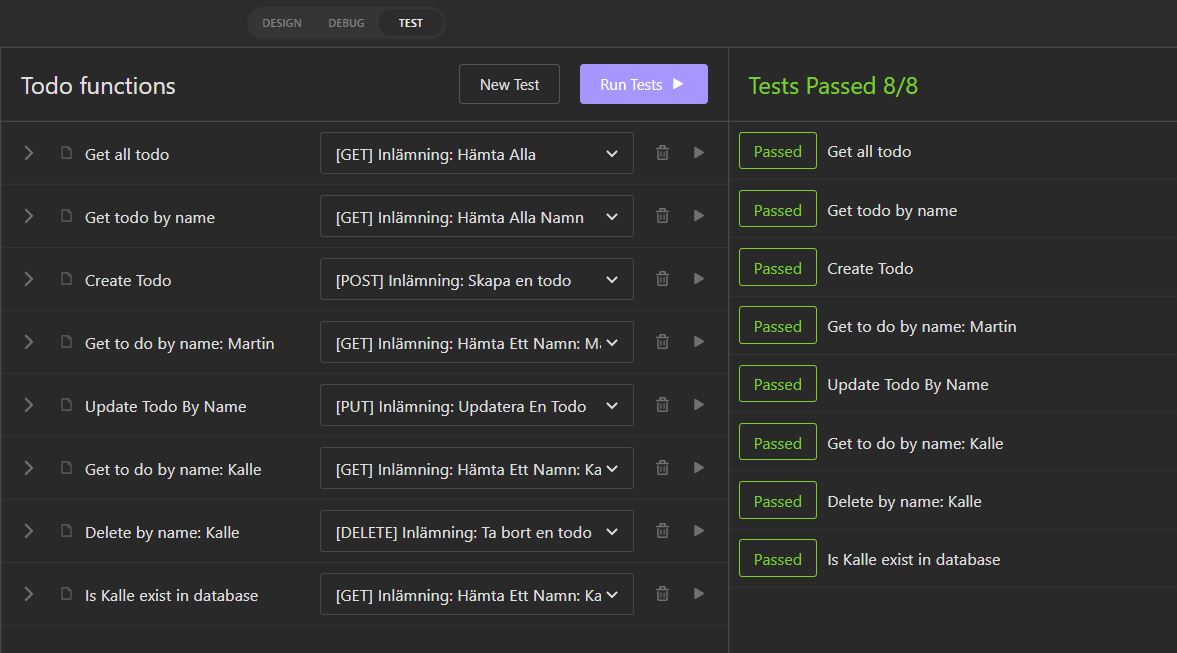 DESIGN DEBUG TEST
Todo functions New Test Run Tests
Tests Passed 8/8
Get all todo [GET] Inlämning: Hämta Alla
Get todo by name [GET] Inlämning: Hämta Alla Namn
Create Todo [POST] Inlämning: Skapa en todo
Get to do by name: Martin [GET] Inlämning: Hämta Ett Namn: Ma
Update Todo By Name [PUT] Inlämning: Updatera En Todo
Get to do by name: Kalle [GET] Inlämning: Hämta Ett Namn: Ka
Delete by name: Kalle [DELETE] Inlämning: Ta bort en todo
Is Kalle exist in database [GET] Inlämning: Hämta Ett Namn: Ka
Passed Get all todo
Passed Get todo by name
Passed Create Todo
Passed Get to do by name: Martin
Passed Update Todo By Name
Passed Get to do by name: Kalle
Passed Delete by name: Kalle
Passed Is Kalle exist in database